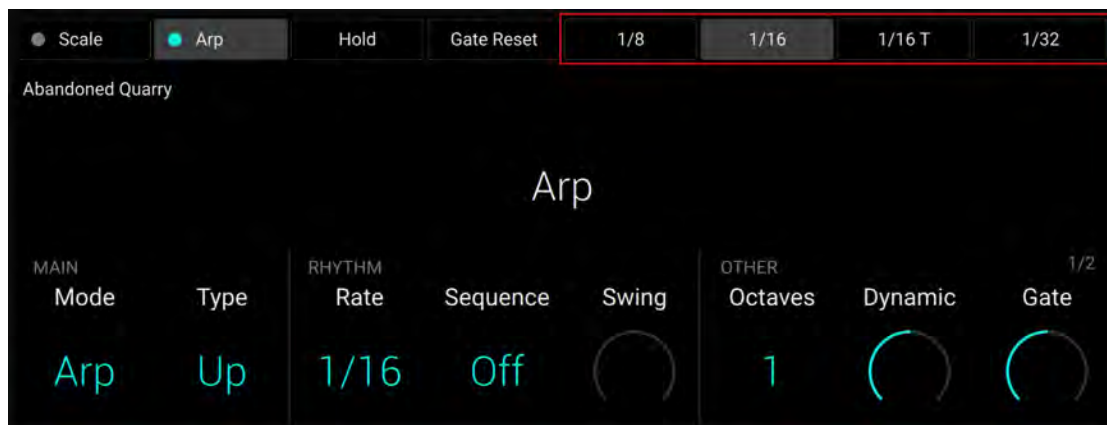 Scale Arp Hold Gate Reset 1/8 1/16 1/16 T 1/32
Abandoned Quarry
Arp
MAIN RHYTHM OTHER 1/2
Mode Type Rate Sequence Swing Octaves Dynamic Gate
Arp Up 1/16 Off 1